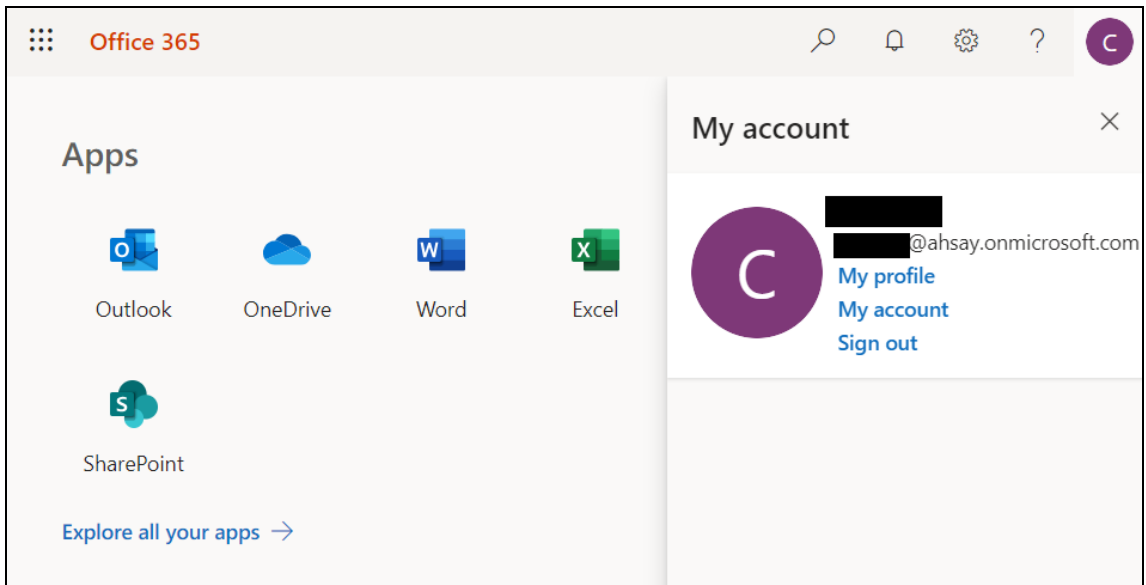 Office 365
?
C
My account
Apps
C
@ahsay.onmicrosoft.com
My profile
My account
Sign out
O
W
X
Outlook
OneDrive
Word
Excel
S
SharePoint
Explore all your apps →